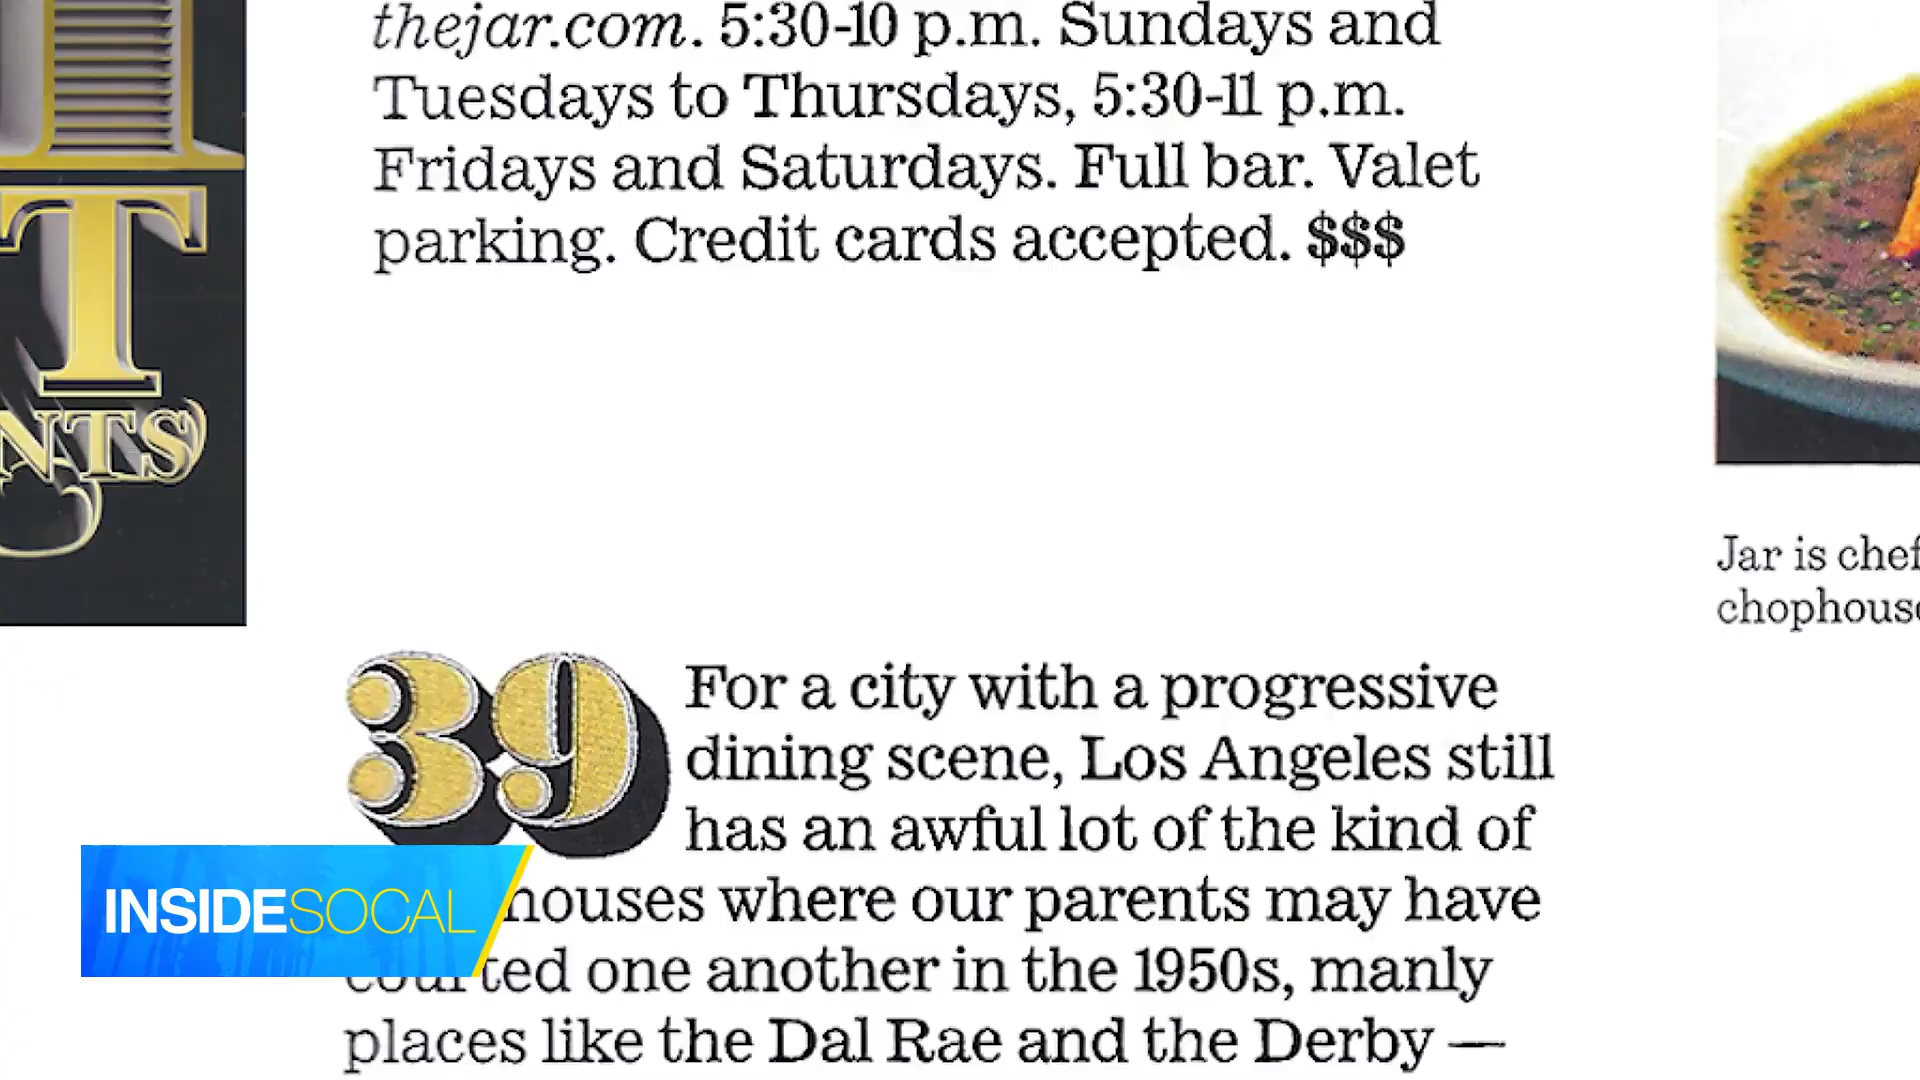 thejar.com. 5:30-10 p.m. Sundays and
Tuesdays to Thursdays, 5:30-11 p.m.
Fridays and Saturdays. Full bar. Valet
parking. Credit cards accepted. $$$
T
NTS
Jar is chef
chophouse
39
For a city with a progressive
dining scene, Los Angeles still
has an awful lot of the kind of
houses where our parents may have
courted one another in the 1950s, manly
places like the Dal Rae and the Derby —
INSIDESOCAL